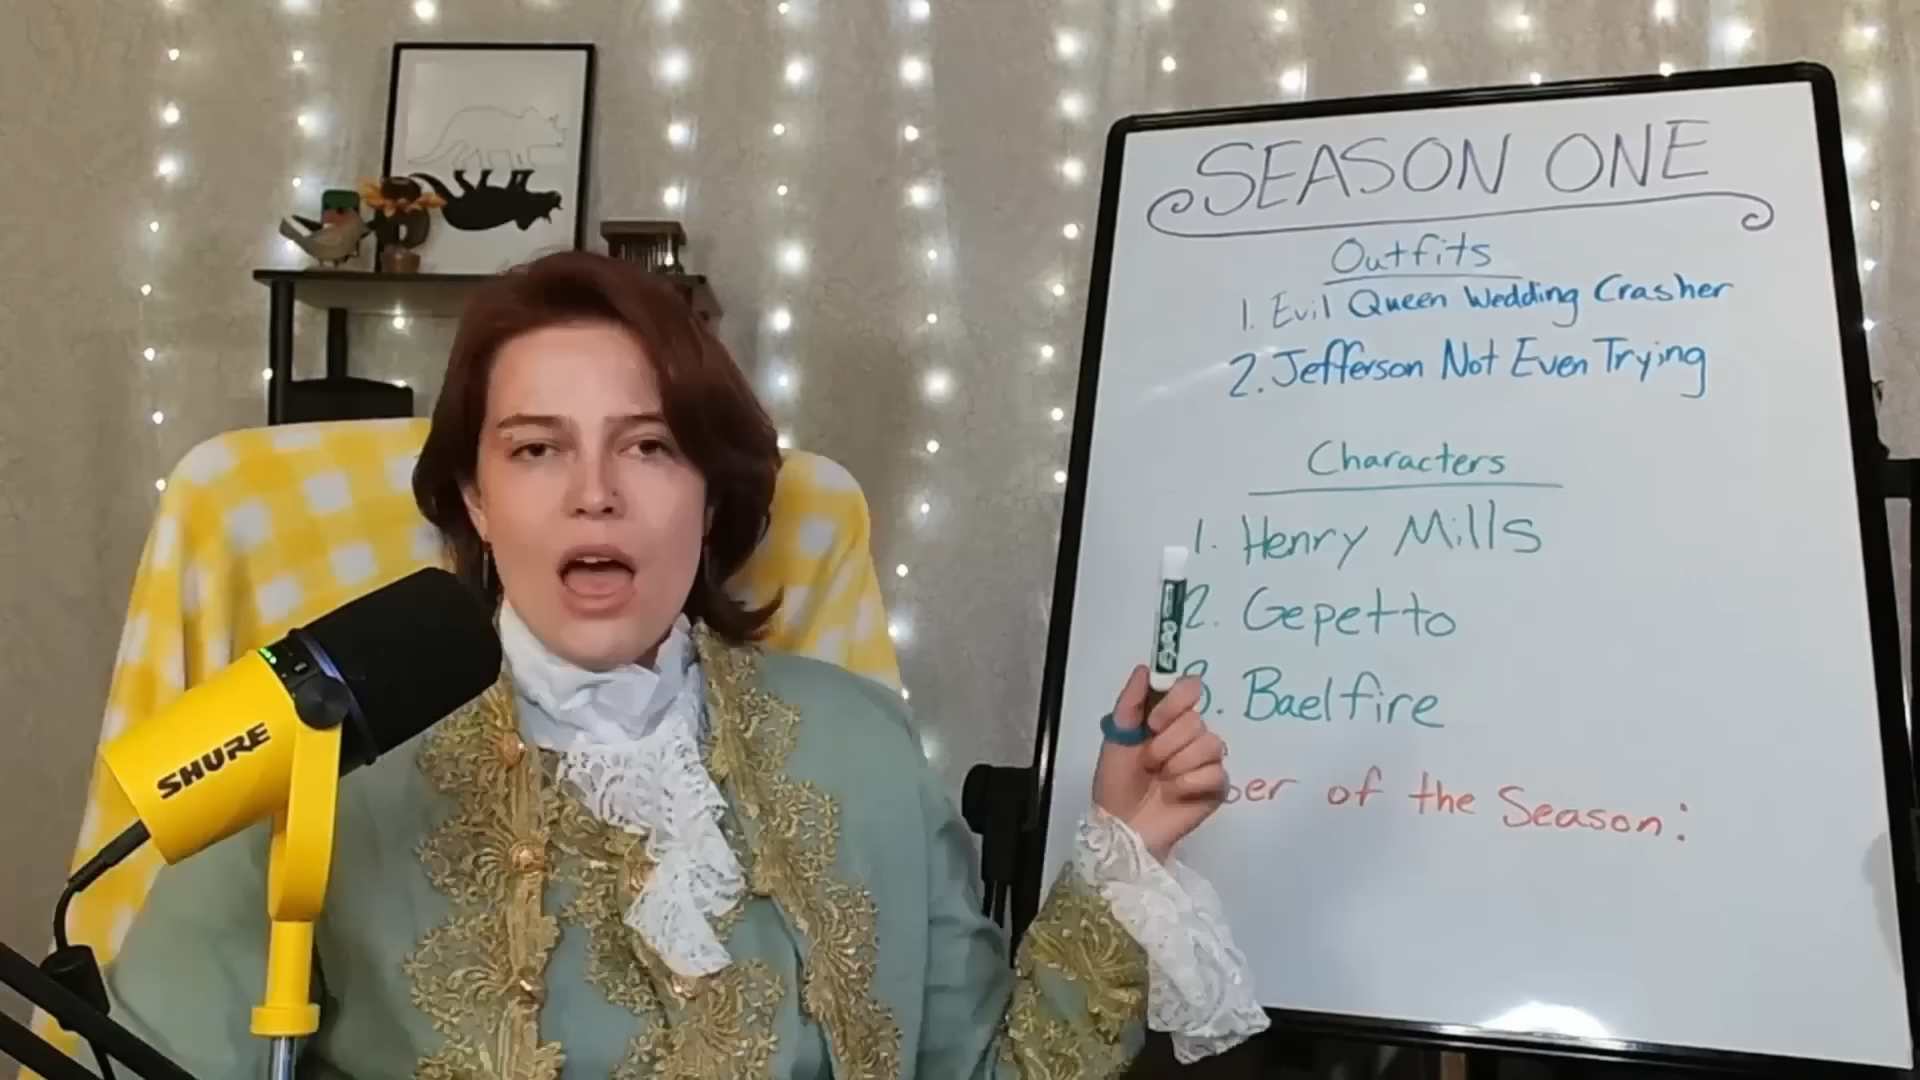 SEASON ONE
Outfits
1. Evil Queen Wedding Crasher
2. Jefferson Not Even Trying
Characters
1. Henry Mills
2. Gepetto
3. Baelfire
of the Season:
SHURE